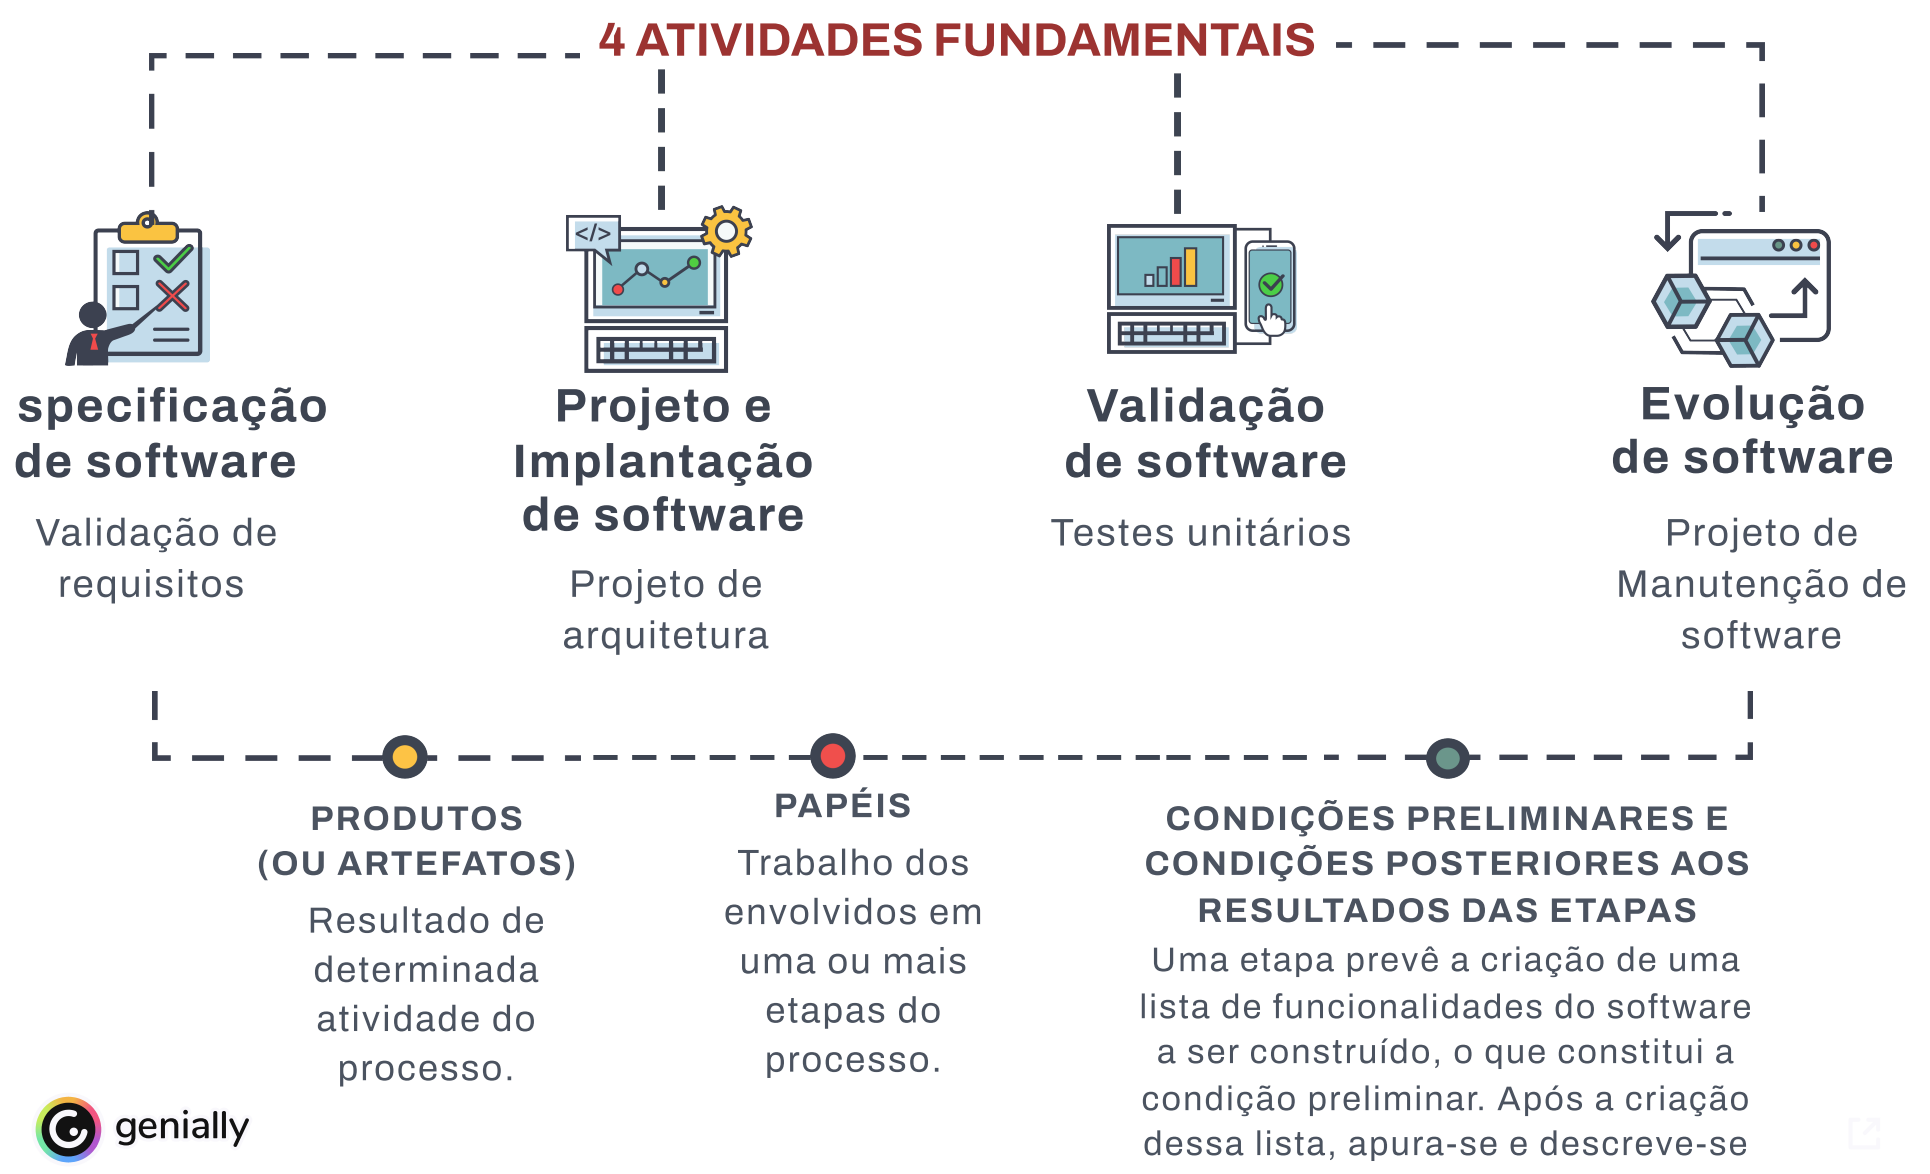 4 ATIVIDADES FUNDAMENTAIS
</>
specificação
de software
Validação de
requisitos
Projeto e
Implantação
de software
Projeto de
arquitetura
Validação
de software
Testes unitários
Evolução
de software
Projeto de
Manutenção de
software
PRODUTOS
(OU ARTEFATOS)
Resultado de
determinada
atividade do
processo.
PAPÉIS
Trabalho dos
envolvidos em
uma ou mais
etapas do
processo.
CONDIÇÕES PRELIMINARES E
CONDIÇÕES POSTERIORES AOS
RESULTADOS DAS ETAPAS
Uma etapa prevê a criação de uma
lista de funcionalidades do software
a ser construído, o que constitui a
condição preliminar. Após a criação
dessa lista, apura-se e descreve-se
genially